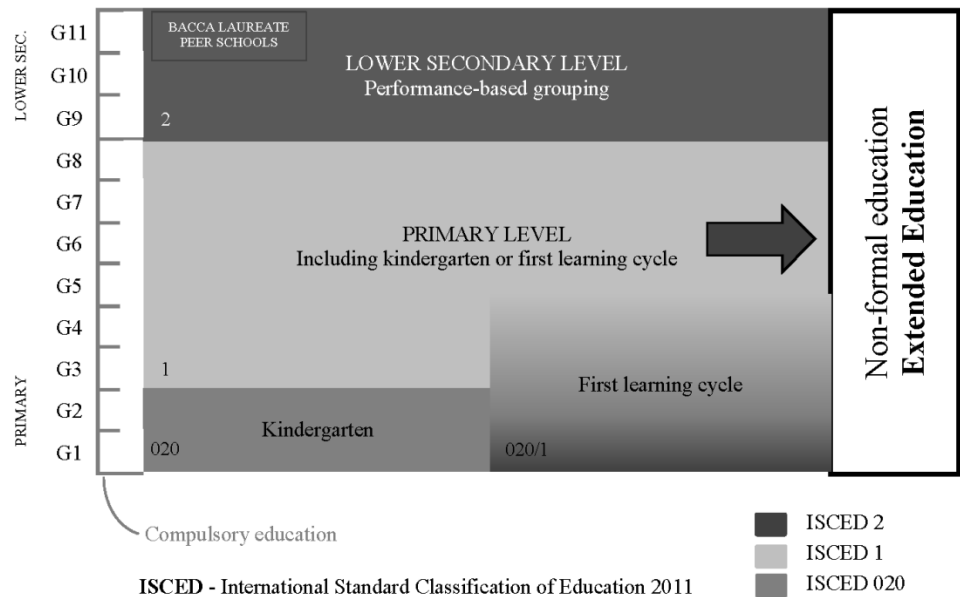 LOWER SEC.
PRIMARY
G11
G10
G9
G8
G7
G6
G5
G4
G3
G2
G1
BACCA LAUREATE
PEER SCHOOLS
LOWER SECONDARY LEVEL
Performance-based grouping
2
PRIMARY LEVEL
Including kindergarten or first learning cycle
1
First learning cycle
Kindergarten
020
020/1
Non-formal education
Extended Education
Compulsory education
ISCED 2
ISCED 1
ISCED 020
ISCED - International Standard Classification of Education 2011